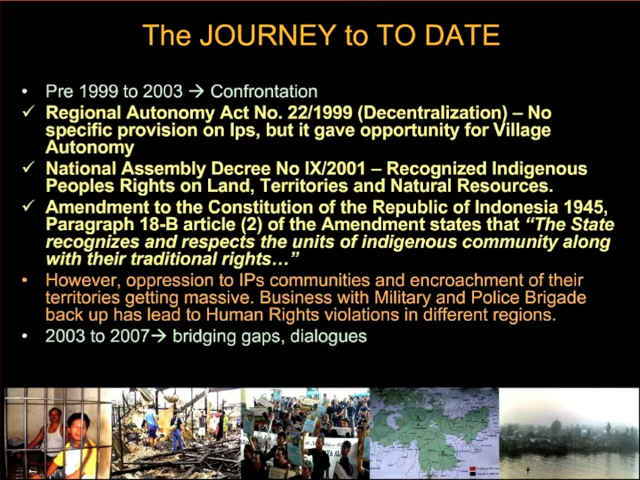 The JOURNEY to TO DATE
• Pre 1999 to 2003 → Confrontation
✓ Regional Autonomy Act No. 22/1999 (Decentralization) – No
specific provision on Ips, but it gave opportunity for Village
Autonomy
✓ National Assembly Decree No IX/2001 – Recognized Indigenous
Peoples Rights on Land, Territories and Natural Resources.
✓ Amendment to the Constitution of the Republic of Indonesia 1945,
Paragraph 18-B article (2) of the Amendment states that “The State
recognizes and respects the units of indigenous community along
with their traditional rights…”
• However, oppression to IPs communities and encroachment of their
territories getting massive. Business with Military and Police Brigade
back up has lead to Human Rights violations in different regions.
• 2003 to 2007→ bridging gaps, dialogues